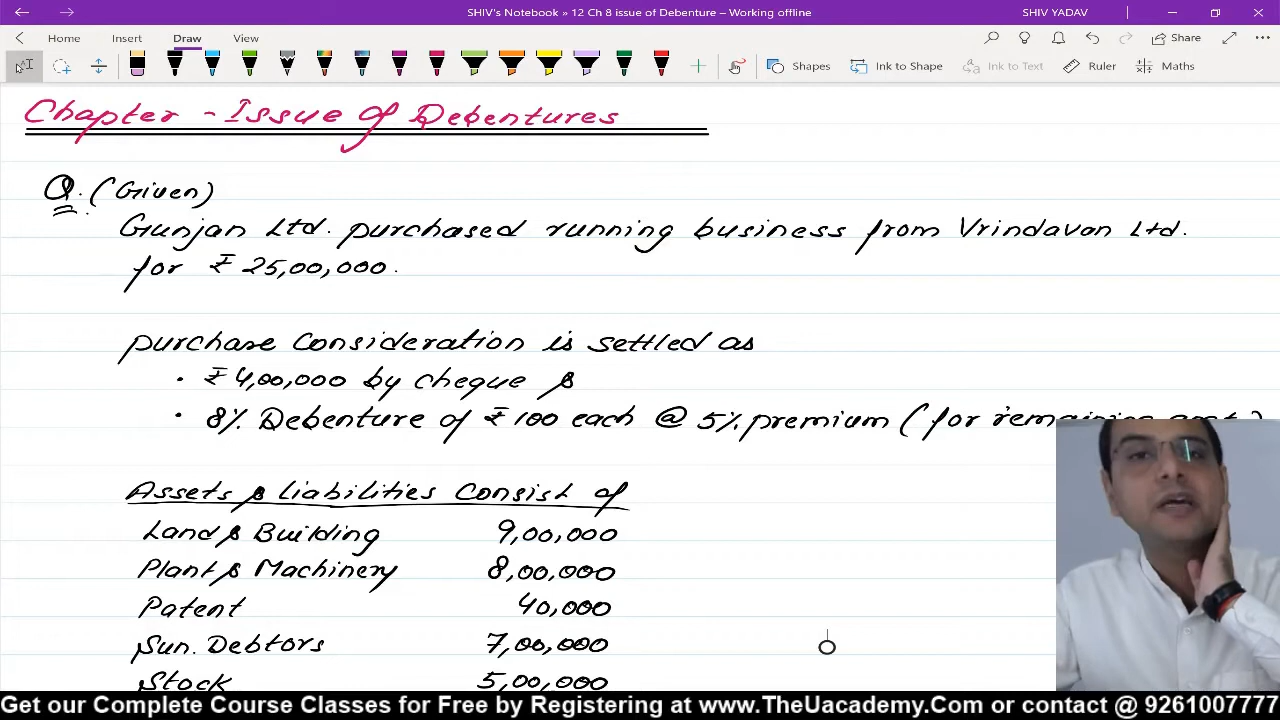 SHIV's Notebook » 12 Ch 8 issue of Debenture – Working offline
SHIV YADAV
Home Insert Draw View
Share
Shapes Ink to Shape Ink to Text Ruler Maths
Chapter - Issue of Debentures
Q. (Given)
Gunjan Ltd. purchased running business from Vrindavan Ltd.
for ₹ 25,00,000.
purchase consideration is settled as
• ₹ 4,00,000 by cheque &
• 8% Debenture of ₹ 100 each @ 5% premium (for remaining amt.)
Assets & liabilities consist of
Land & Building 9,00,000
Plant & Machinery 8,00,000
Patent 40,000
Sun. Debtors 7,00,000
Stock 5,00,000
Get our Complete Course Classes for Free by Registering at www.TheUacademy.Com or contact @ 9261007777